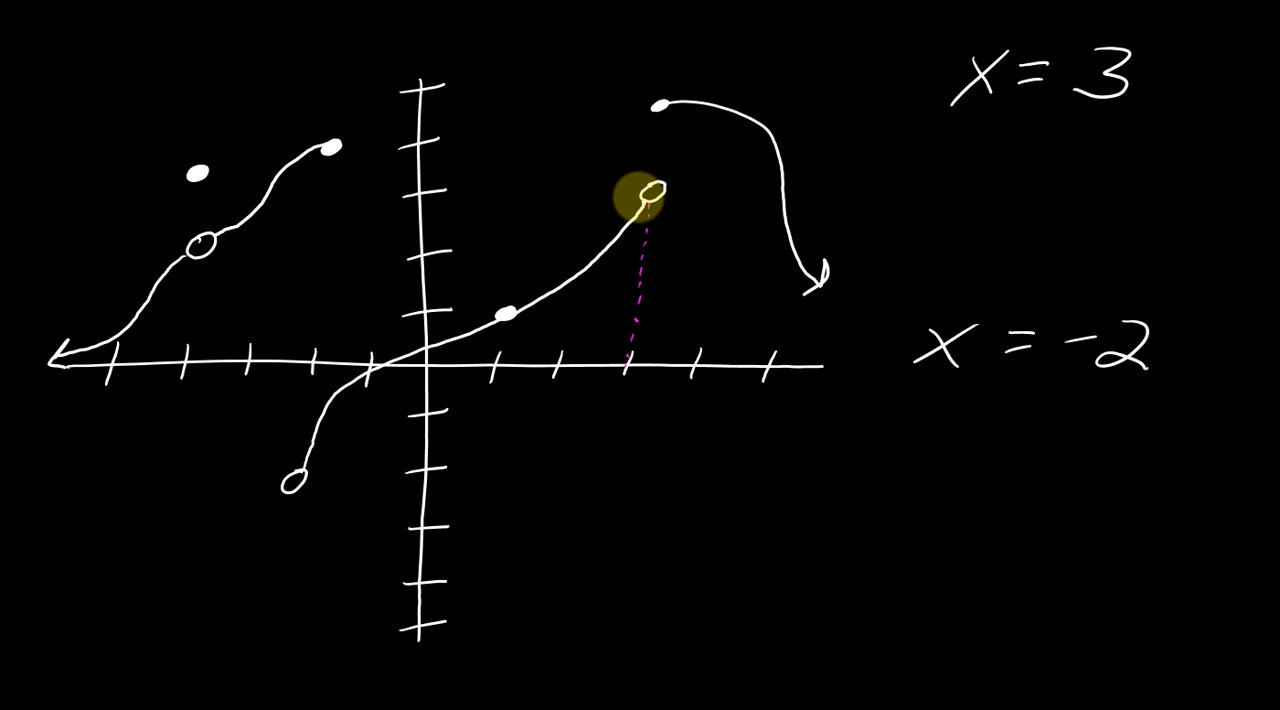 x = 3
x = -2